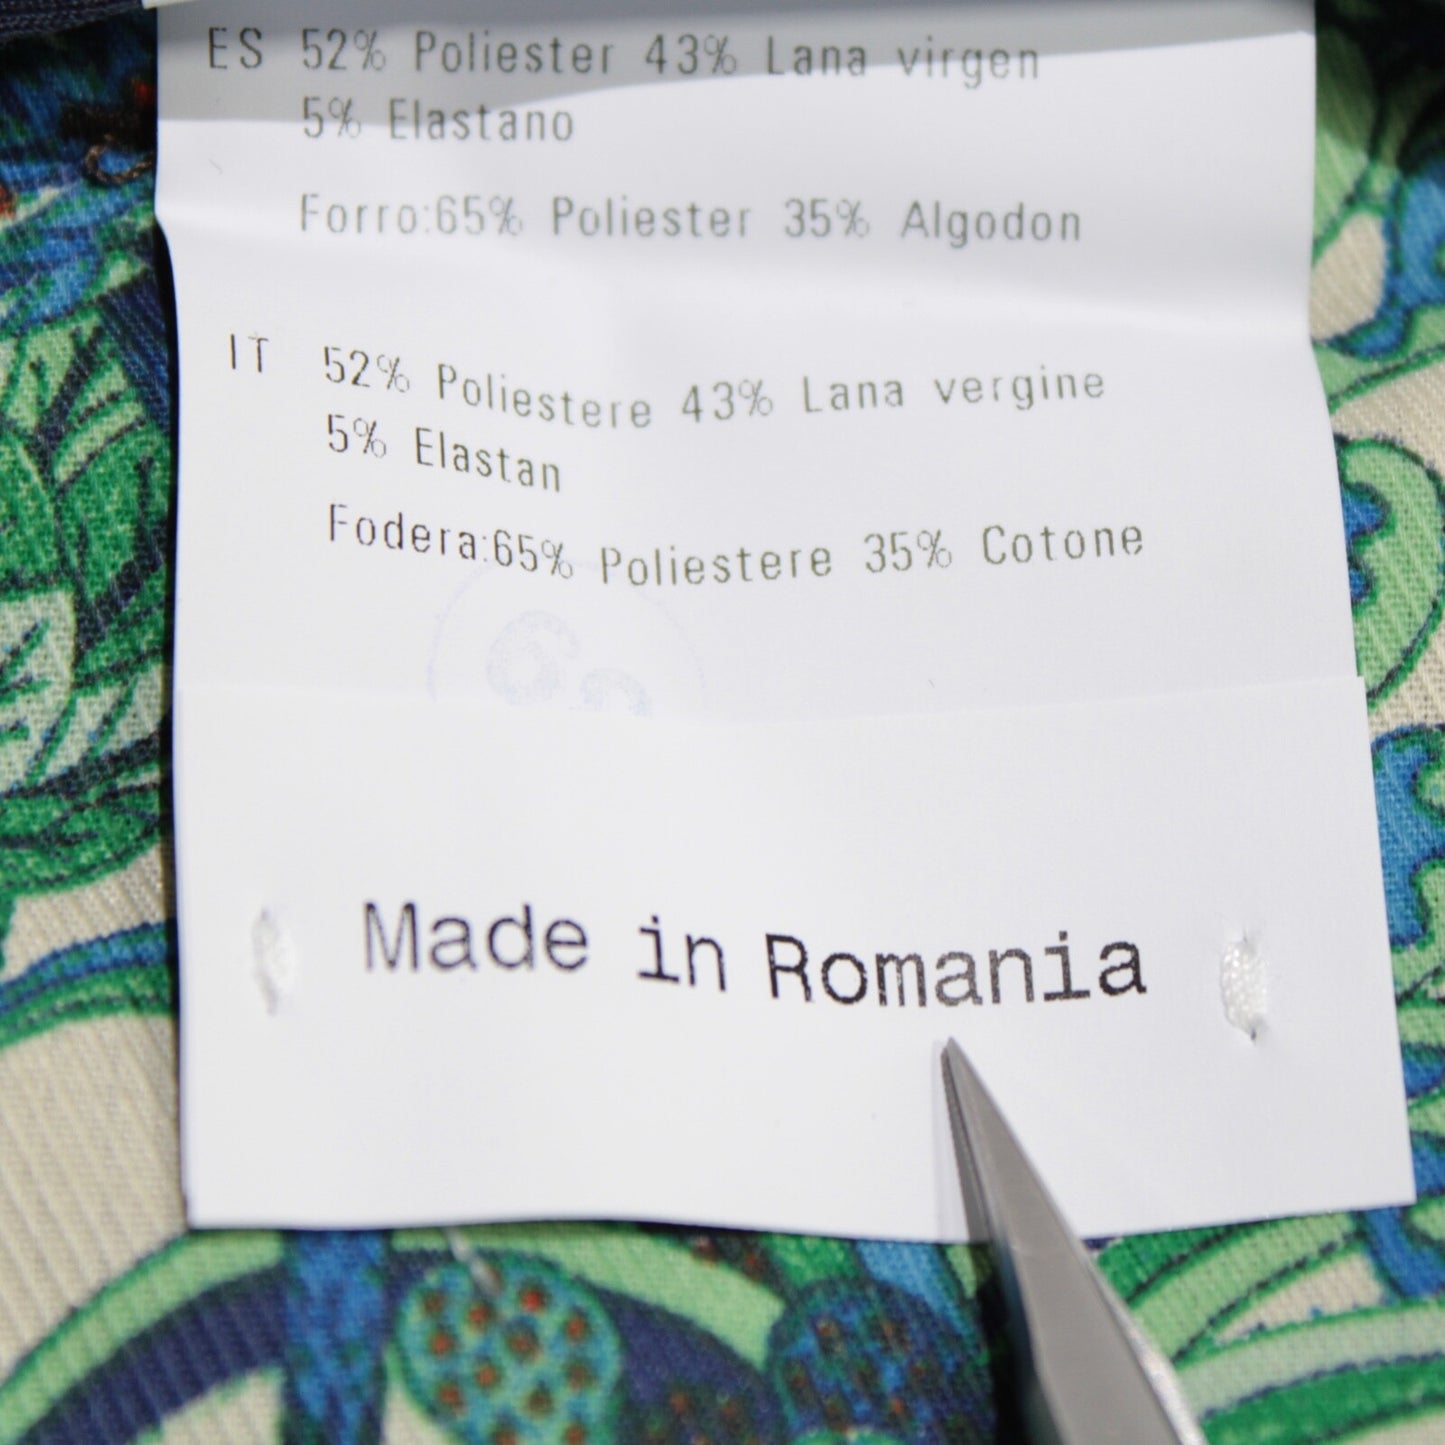 ES 52% Poliester 43% Lana virgen
5% Elastano
Forro:65% Poliester 35% Algodon
IT 52% Poliestere 43% Lana vergine
5% Elastan
Fodera:65% Poliestere 35% Cotone
Made in Romania